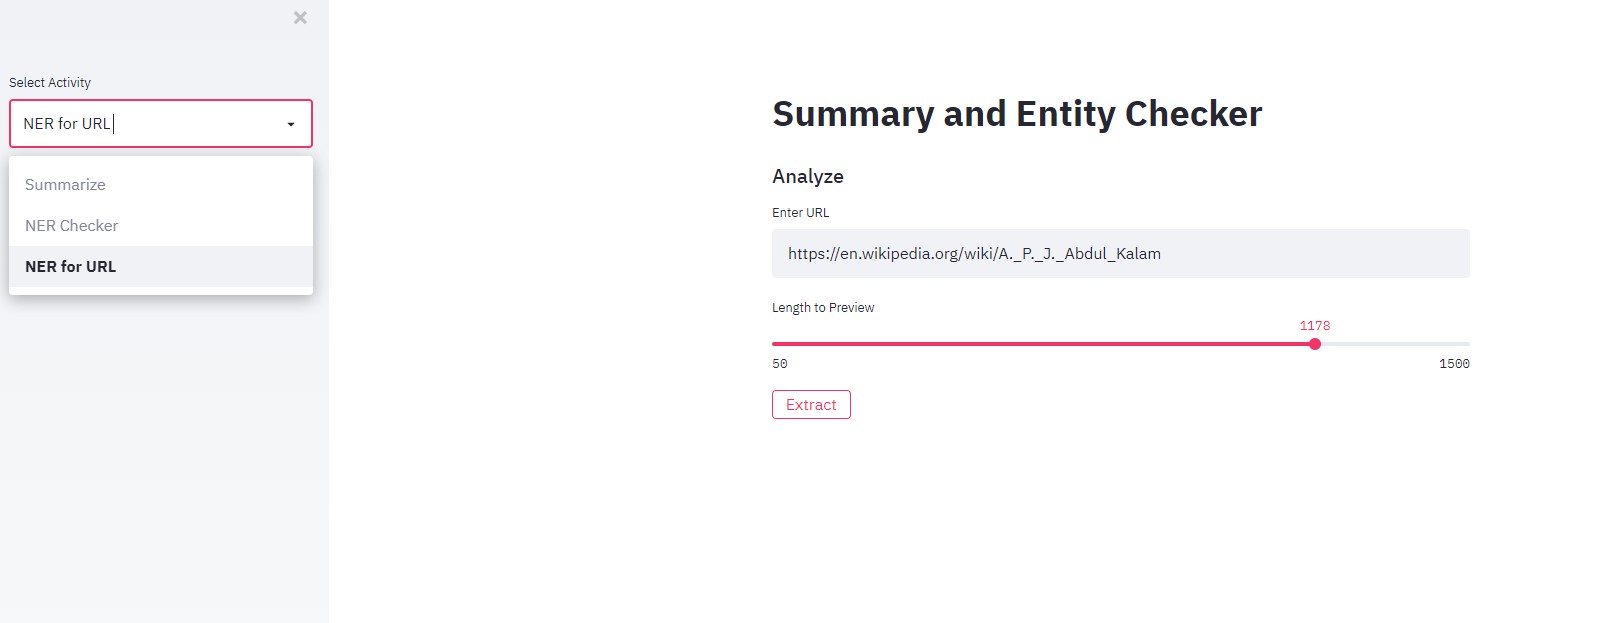 Select Activity
NER for URL
Summarize
NER Checker
NER for URL
Summary and Entity Checker
Analyze
Enter URL
https://en.wikipedia.org/wiki/A._P._J._Abdul_Kalam
Length to Preview
1178
50 1500
Extract